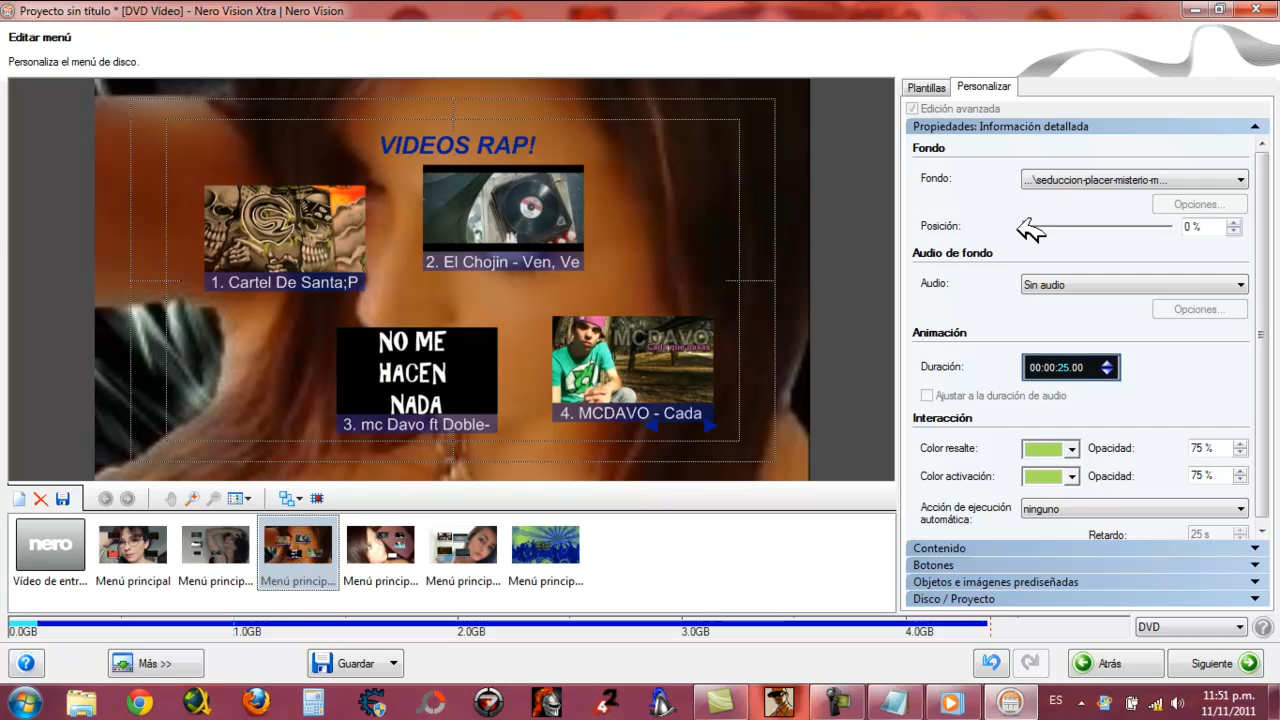 Proyecto sin título * [DVD Vídeo] - Nero Vision Xtra | Nero Vision
Editar menú
Personaliza el menú de disco.
Plantillas
Personalizar
Edición avanzada
Propiedades: Información detallada
Fondo
Fondo:
...\seduccion-placer-misterio-m...
Opciones...
Posición:
0 %
Audio de fondo
Audio:
Sin audio
Opciones...
Animación
Duración:
00:00:25.00
Ajustar a la duración de audio
Interacción
Color resalte:
Opacidad:
75 %
Color activación:
Opacidad:
75 %
Acción de ejecución
automática:
ninguno
Retardo:
25 s
Contenido
Botones
Objetos e imágenes prediseñadas
Disco / Proyecto
VIDEOS RAP!
1. Cartel De Santa;P
2. El Chojin - Ven, Ve
NO ME
HACEN
NADA
3. mc Davo ft Doble-
MCDAVO
Cada que pasas
4. MCDAVO - Cada
nero
Vídeo de entr...
Menú principal
Menú princip...
Menú princip...
Menú princip...
Menú princip...
Menú princip...
0.0GB
1.0GB
2.0GB
3.0GB
4.0GB
DVD
Más >>
Guardar
Atrás
Siguiente
ES
11:51 p.m.
11/11/2011